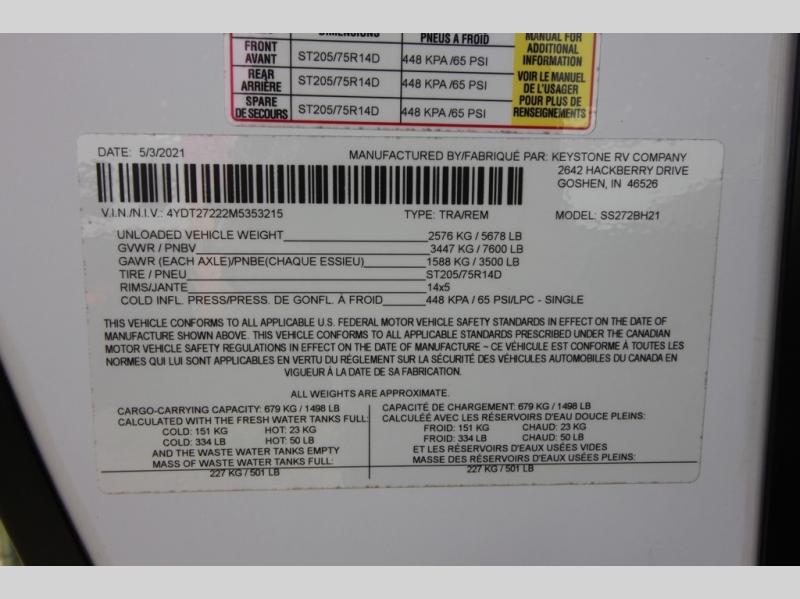 DIMENSIONS PNEUS À FROID MANUAL FOR
FRONT AVANT ST205/75R14D 448 KPA /65 PSI ADDITIONAL INFORMATION
REAR ARRIÈRE ST205/75R14D 448 KPA /65 PSI VOIR LE MANUEL DE L'USAGER
SPARE DE SECOURS ST205/75R14D 448 KPA /65 PSI POUR PLUS DE RENSEIGNEMENTS
DATE: 5/3/2021 MANUFACTURED BY/FABRIQUÉ PAR: KEYSTONE RV COMPANY
2642 HACKBERRY DRIVE
GOSHEN, IN 46526
V.I.N./N.I.V.: 4YDT27222M5353215 TYPE: TRA/REM MODEL: SS272BH21
UNLOADED VEHICLE WEIGHT 2576 KG / 5678 LB
GVWR / PNBV 3447 KG / 7600 LB
GAWR (EACH AXLE)/PNBE(CHAQUE ESSIEU) 1588 KG / 3500 LB
TIRE / PNEU ST205/75R14D
RIMS/JANTE 14x5
COLD INFL. PRESS/PRESS. DE GONFL. À FROID 448 KPA / 65 PSI/LPC - SINGLE
THIS VEHICLE CONFORMS TO ALL APPLICABLE U.S. FEDERAL MOTOR VEHICLE SAFETY STANDARDS IN EFFECT ON THE DATE OF
MANUFACTURE SHOWN ABOVE. THIS VEHICLE CONFORMS TO ALL APPLICABLE STANDARDS PRESCRIBED UNDER THE CANADIAN
MOTOR VEHICLE SAFETY REGULATIONS IN EFFECT ON THE DATE OF MANUFACTURE ~ CE VÉHICULE EST CONFORME À TOUTES LES
NORMES QUI LUI SONT APPLICABLES EN VERTU DU RÉGLEMENT SUR LA SÉCURITÉ DES VÉHICULES AUTOMOBILES DU CANADA EN
VIGUEUR À LA DATE DE SA FABRICATION.
ALL WEIGHTS ARE APPROXIMATE.
CARGO-CARRYING CAPACITY: 679 KG / 1498 LB
CALCULATED WITH THE FRESH WATER TANKS FULL:
COLD: 151 KG HOT: 23 KG
COLD: 334 LB HOT: 50 LB
AND THE WASTE WATER TANKS EMPTY
MASS OF WASTE WATER TANKS FULL:
227 KG / 501 LB
CAPACITÉ DE CHARGEMENT: 679 KG / 1498 LB
CALCULÉE AVEC LES RÉSERVOIRS D'EAU DOUCE PLEINS:
FROID: 151 KG CHAUD: 23 KG
FROID: 334 LB CHAUD: 50 LB
ET LES RÉSERVOIRS D'EAUX USÉES VIDES
MASSE DES RÉSERVOIRS D'EAUX USÉES PLEINS:
227 KG / 501 LB